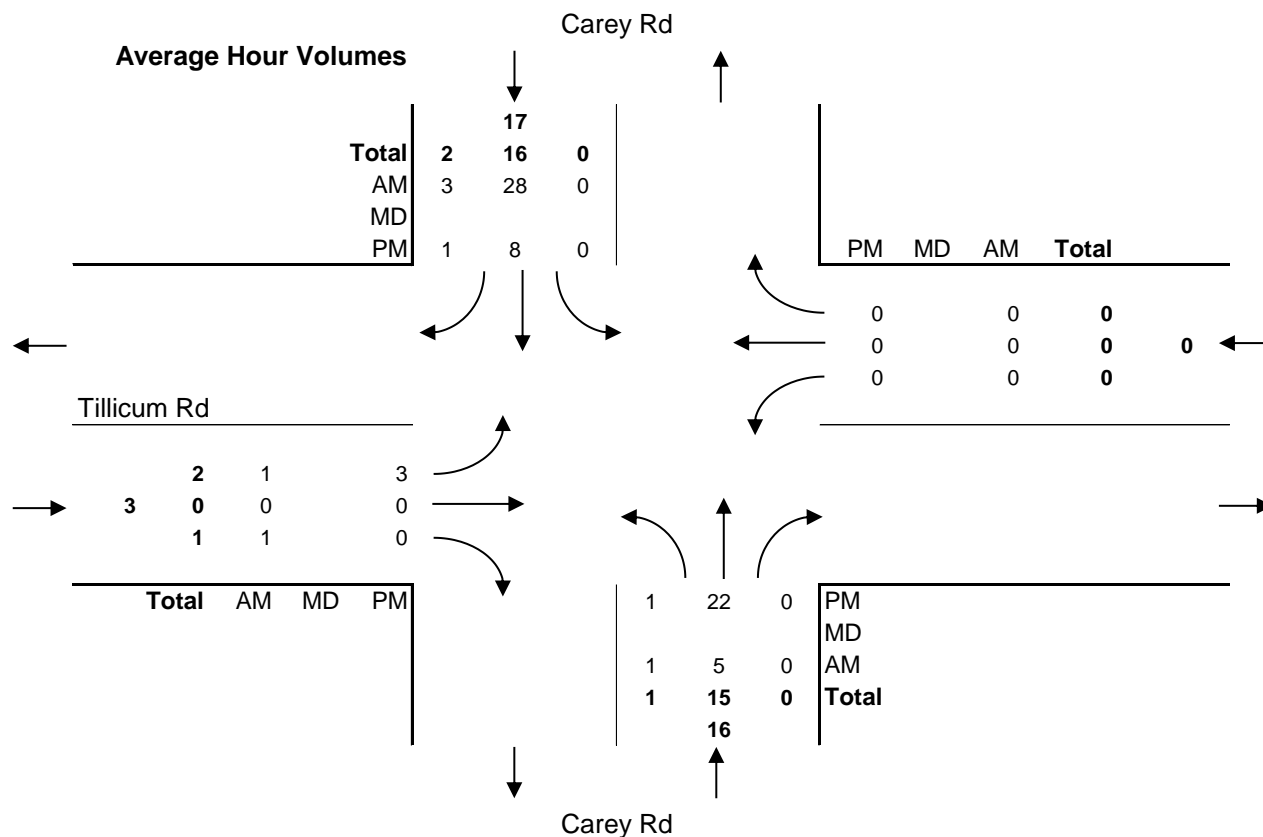 Carey Rd
Average Hour Volumes
17
Total 2 16 0
AM 3 28 0
MD
PM 1 8 0
PM MD AM Total
0 0 0
0 0 0 0
0 0 0
Tillicum Rd
2 1 3
3 0 0 0
1 1 0
Total AM MD PM
1 22 0 PM
MD
1 5 0 AM
1 15 0 Total
16
Carey Rd